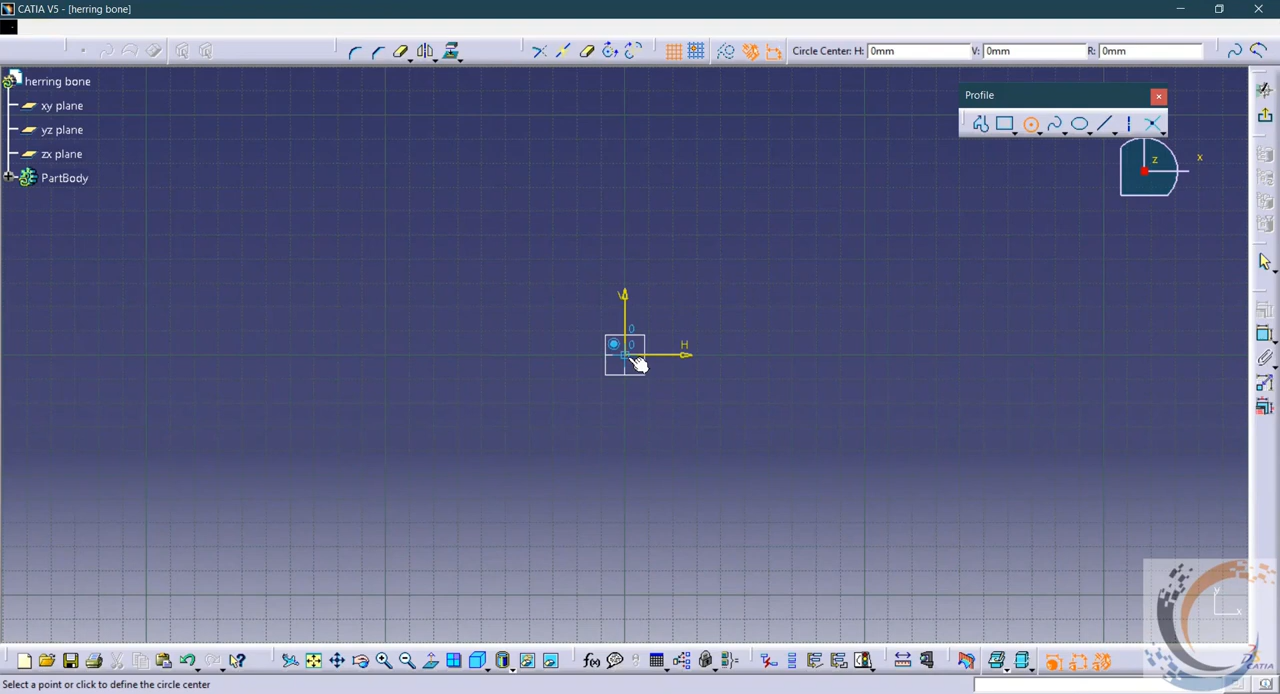 CATIA V5 - [herring bone]
Circle Center: H: 0mm V: 0mm R: 0mm
herring bone
xy plane
yz plane
zx plane
PartBody
Profile
z x
V
0
0
H
f(x)
y
x
CATIA
Select a point or click to define the circle center